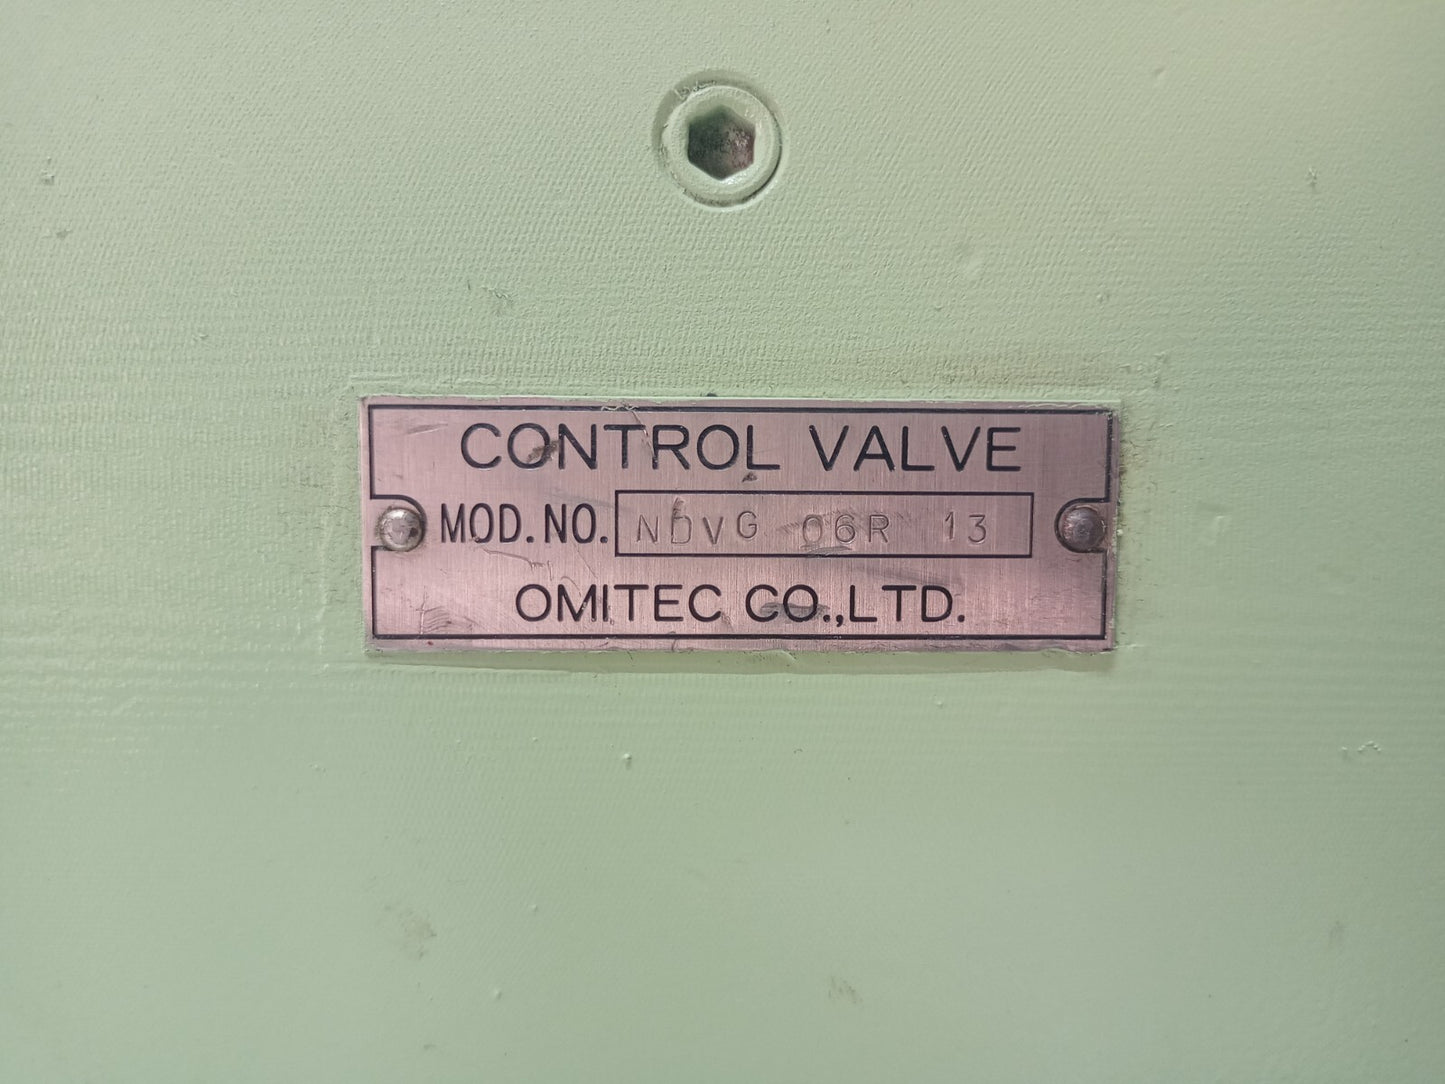 CONTROL VALVE
MOD. NO. NDVG 06R 13
OMITEC CO.,LTD.